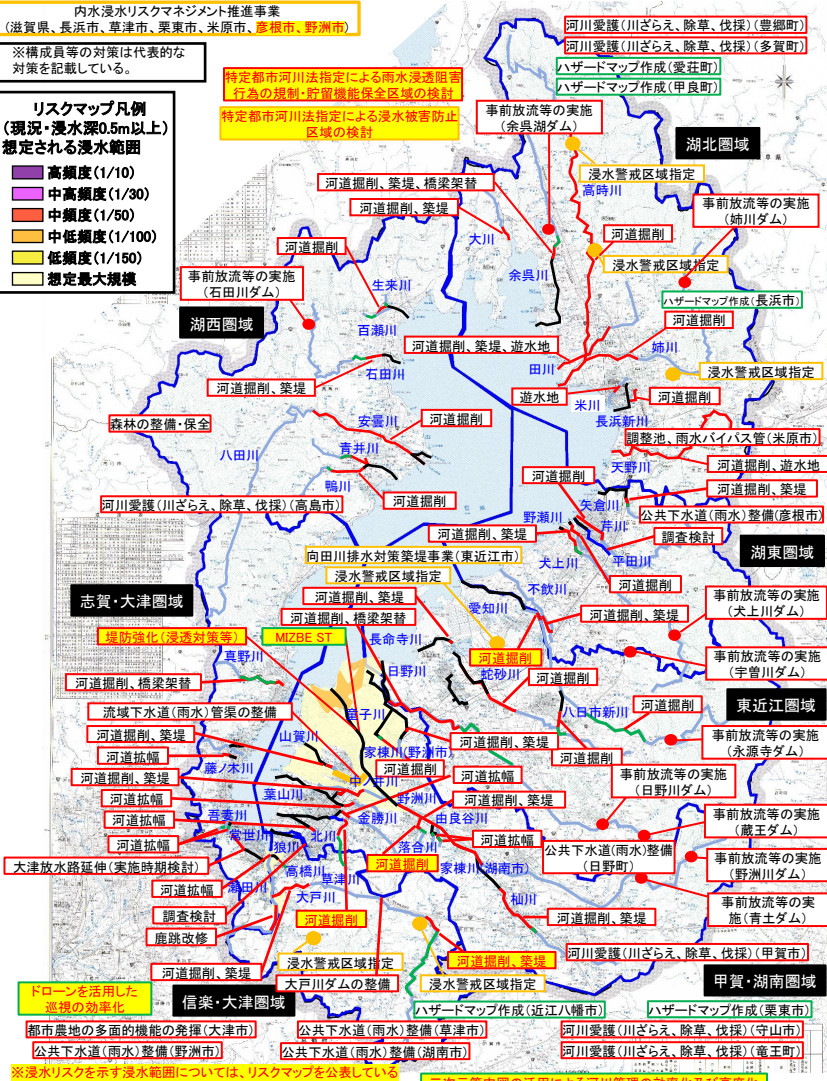 内水浸水リスクマネジメント推進事業
(滋賀県、長浜市、草津市、栗東市、米原市、彦根市、野洲市)
※構成員等の対策は代表的な
対策を記載している。
リスクマップ凡例
(現況・浸水深0.5m以上)
想定される浸水範囲
高頻度(1/10)
中高頻度(1/30)
中頻度(1/50)
中低頻度(1/100)
低頻度(1/150)
想定最大規模
特定都市河川法指定による雨水浸透阻害
行為の規制・貯留機能保全区域の検討
特定都市河川法指定による浸水被害防止
区域の検討
河川愛護(川ざらえ、除草、伐採)(豊郷町)
河川愛護(川ざらえ、除草、伐採)(多賀町)
ハザードマップ作成(愛荘町)
ハザードマップ作成(甲良町)
事前放流等の実施
(余呉湖ダム)
湖北圏域
浸水警戒区域指定
高時川
河道掘削、築堤、橋梁架替
河道掘削、築堤
大川
余呉川
事前放流等の実施
(姉川ダム)
河道掘削
浸水警戒区域指定
河道掘削
生来川
事前放流等の実施
(石田川ダム)
百瀬川
湖西圏域
ハザードマップ作成(長浜市)
河道掘削
河道掘削、築堤、遊水地
姉川
田川
石田川
河道掘削、築堤
浸水警戒区域指定
遊水地
米川
河道掘削
長浜新川
森林の整備・保全
安曇川
河道掘削
八田川
青井川
鴨川
河道掘削
調整池、雨水バイパス管(米原市)
天野川
河道掘削、遊水地
河道掘削
矢倉川
河道掘削、築堤
河川愛護(川ざらえ、除草、伐採)(高島市)
野瀬川
芹川
公共下水道(雨水)整備(彦根市)
河道掘削、築堤
平田川
調査検討
湖東圏域
犬上川
河道掘削
向田川排水対策築堤事業(東近江市)
浸水警戒区域指定
不飲川
愛知川
志賀・大津圏域
河道掘削、築堤
河道掘削、築堤
事前放流等の実施
(犬上川ダム)
河道掘削、橋梁架替
堤防強化(浸透対策等)
MIZBE ST
長命寺川
河道掘削
真野川
日野川
蛇砂川
事前放流等の実施
(宇曽川ダム)
河道掘削、橋梁架替
河道掘削
東近江圏域
流域下水道(雨水)管渠の整備
童子川
八日市新川
河道掘削
河道掘削、築堤
山賀川
家棟川(野洲市)
河道掘削、築堤
事前放流等の実施
(永源寺ダム)
藤ノ木川
河道掘削
河道掘削
河道拡幅
中ノ井川
河道拡幅
事前放流等の実施
(日野川ダム)
河道掘削、築堤
葉山川
野洲川
河道掘削、築堤
河道拡幅
吾妻川
金勝川
由良谷川
事前放流等の実施
(蔵王ダム)
河道拡幅
常世川
北川
落合川
河道拡幅
公共下水道(雨水)整備
(日野町)
狼川
大津放水路延伸(実施時期検討)
高橋川
河道掘削
家棟川(湖南市)
事前放流等の実施
(野洲川ダム)
瀬田川
草津川
河道拡幅
大戸川
杣川
事前放流等の実
施(青土ダム)
調査検討
河道掘削
河道掘削、築堤
鹿跳改修
河道掘削、築堤
浸水警戒区域指定
河道掘削、築堤
河川愛護(川ざらえ、除草、伐採)(甲賀市)
大戸川ダムの整備
浸水警戒区域指定
甲賀・湖南圏域
ドローンを活用した
巡視の効率化
信楽・大津圏域
ハザードマップ作成(近江八幡市)
ハザードマップ作成(栗東市)
都市農地の多面的機能の発揮(大津市)
公共下水道(雨水)整備(草津市)
河川愛護(川ざらえ、除草、伐採)(守山市)
公共下水道(雨水)整備(野洲市)
公共下水道(雨水)整備(湖南市)
河川愛護(川ざらえ、除草、伐採)(竜王町)
※浸水リスクを示す浸水範囲については、リスクマップを公表している